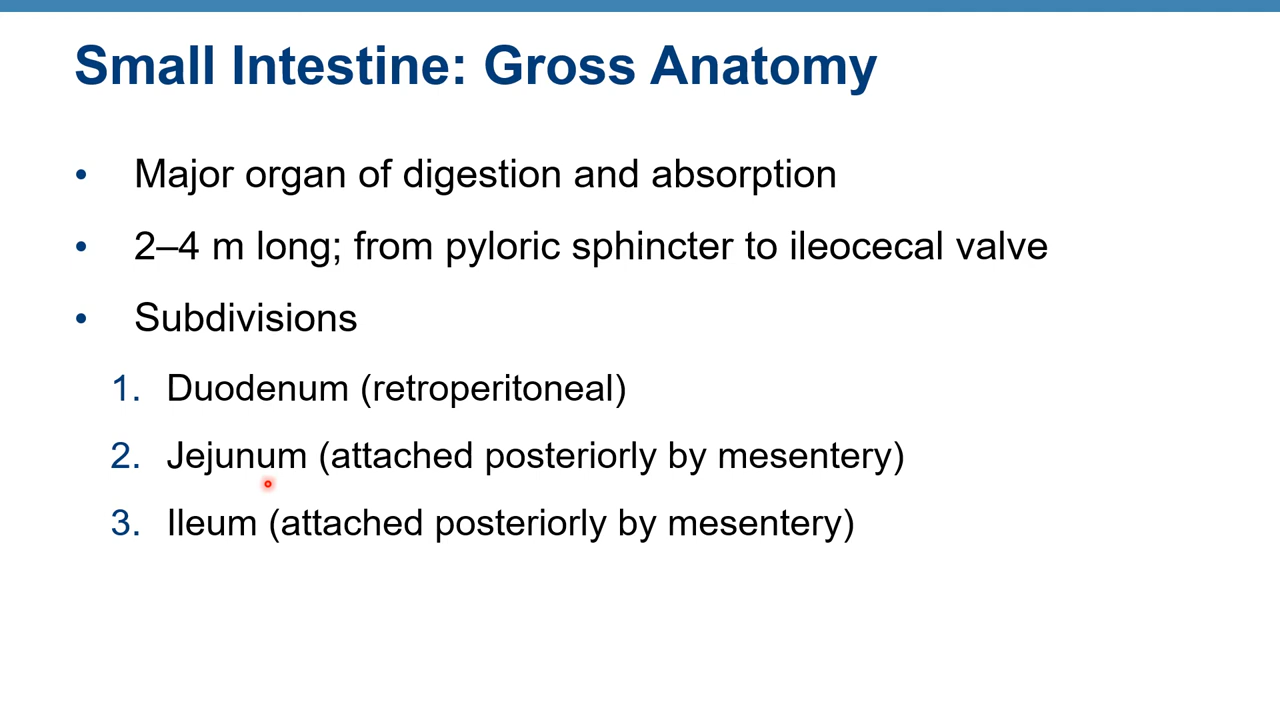 Small Intestine: Gross Anatomy
• Major organ of digestion and absorption
• 2–4 m long; from pyloric sphincter to ileocecal valve
• Subdivisions
1. Duodenum (retroperitoneal)
2. Jejunum (attached posteriorly by mesentery)
3. Ileum (attached posteriorly by mesentery)